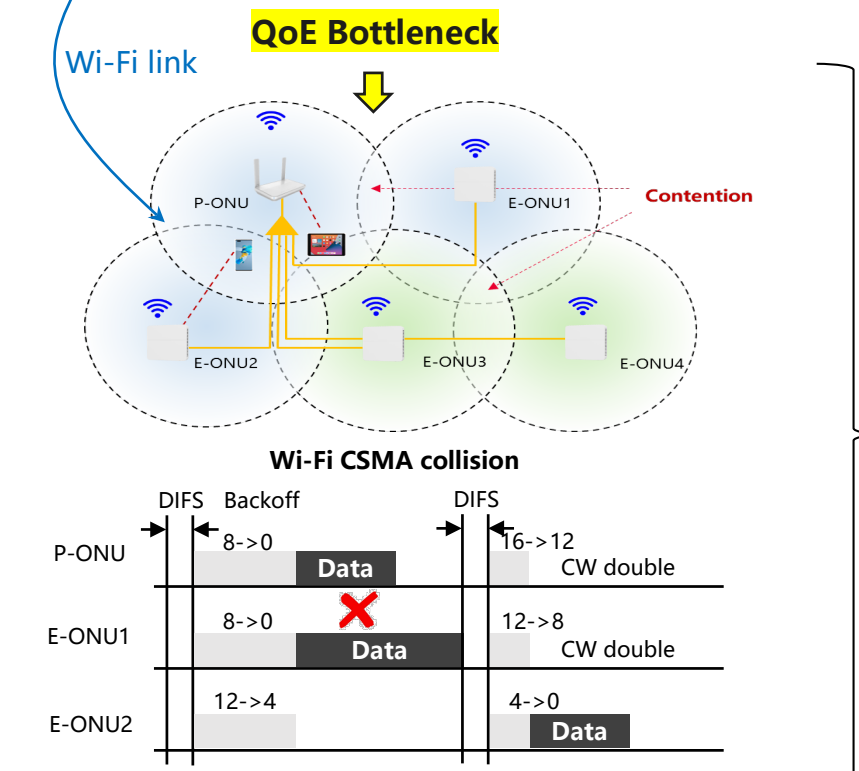 QoE Bottleneck
Wi-Fi link
P-ONU
E-ONU1
Contention
E-ONU2
E-ONU3
E-ONU4
Wi-Fi CSMA collision
DIFS Backoff DIFS
P-ONU 8->0 Data 16->12 CW double
E-ONU1 8->0 Data 12->8 CW double
E-ONU2 12->4 4->0 Data